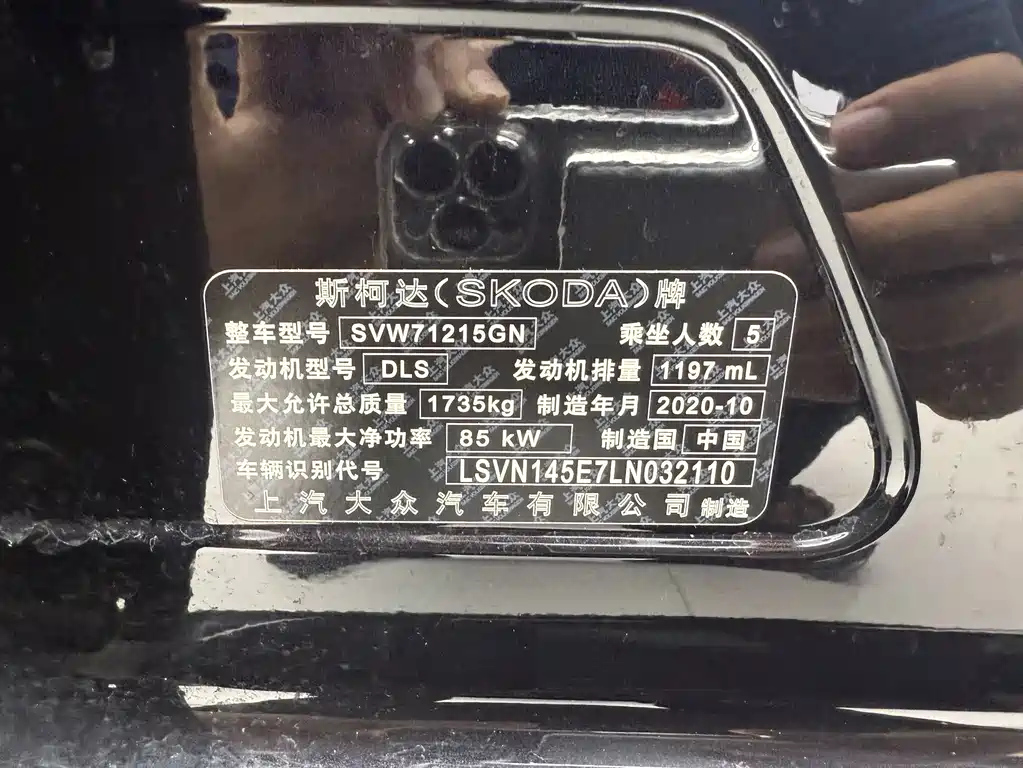 斯柯达(SKODA)牌
整车型号 SVW71215GN 乘坐人数 5
发动机型号 DLS 发动机排量 1197 mL
最大允许总质量 1735kg 制造年月 2020-10
发动机最大净功率 85 kW 制造国 中国
车辆识别代号 LSVN145E7LN032110
上汽大众汽车有限公司 制造